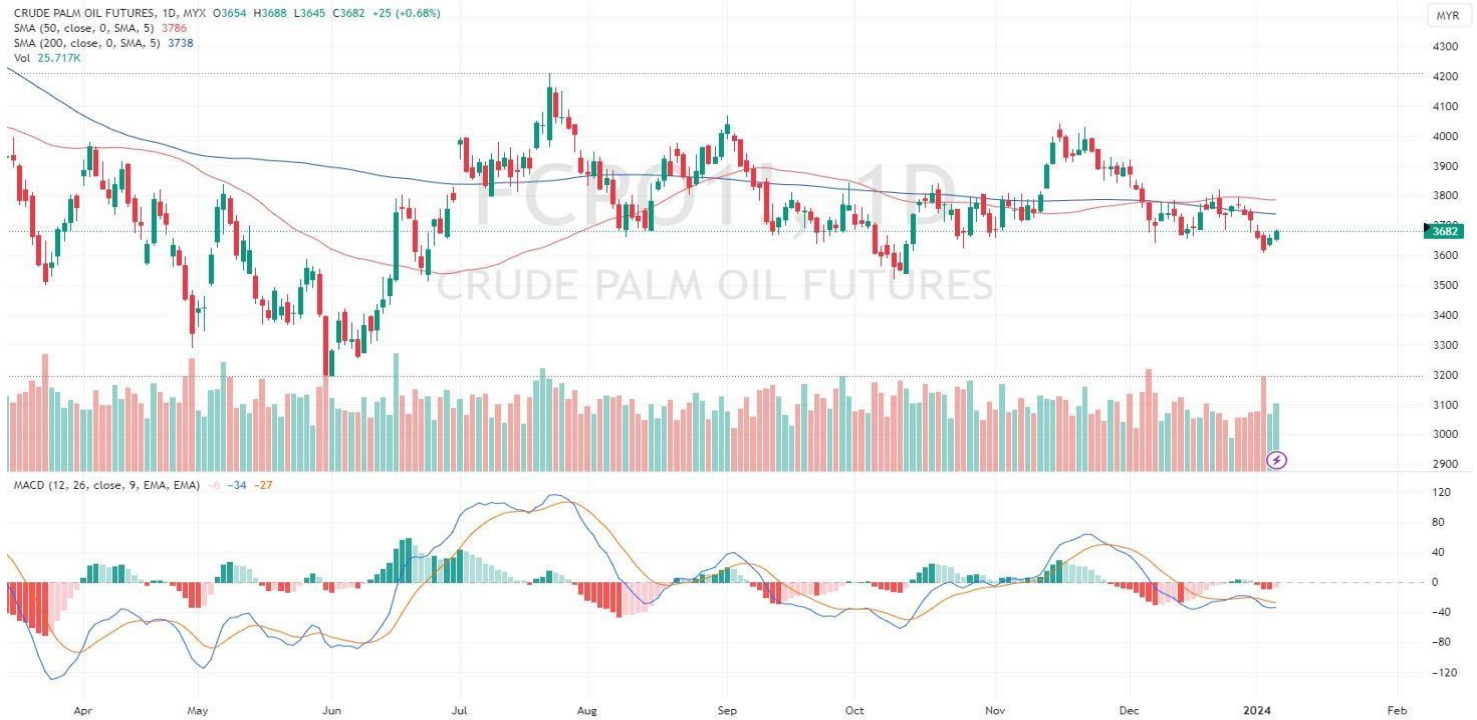 CRUDE PALM OIL FUTURES, 1D, MYX O3654 H3688 L3645 C3682 +25 (+0.68%)
MYR
SMA (50, close, 0, SMA, 5) 3786
SMA (200, close, 0, SMA, 5) 3738
Vol 25.717K
4300
4200
4100
4000
3900
3800
3700
3682
3600
3500
3400
3300
3200
3100
3000
2900
FCPO1!, 1D
CRUDE PALM OIL FUTURES
MACD (12, 26, close, 9, EMA, EMA) −6 −34 −27
120
80
40
0
−40
−80
−120
Apr
May
Jun
Jul
Aug
Sep
Oct
Nov
Dec
2024
Feb